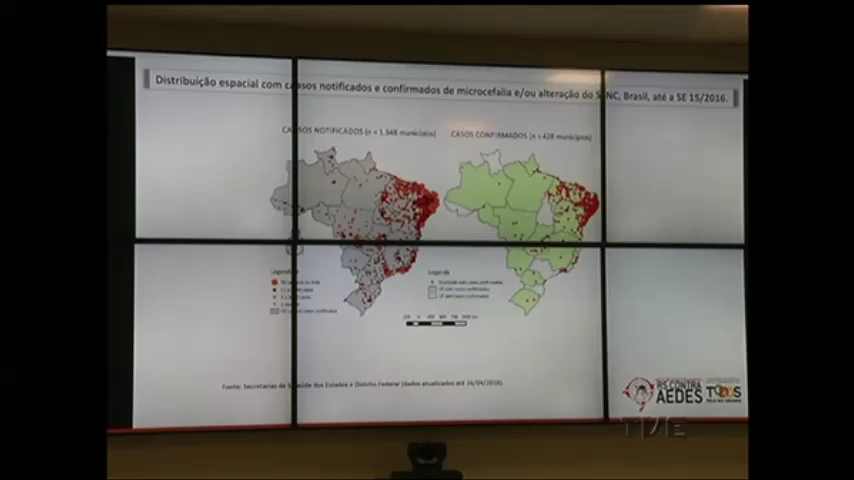 Distribuição espacial com casos notificados e confirmados de microcefalia e/ou alteração do SNC, Brasil, até a SE 15/2016.
CASOS NOTIFICADOS (n = 1.348 municípios)
CASOS CONFIRMADOS (n = 428 municípios)
Legenda
Legenda
Fonte: Secretarias de Saúde dos Estados e Distrito Federal (dados atualizados até 16/04/2016).
RS CONTRA
AEDES
TODOS
TVE